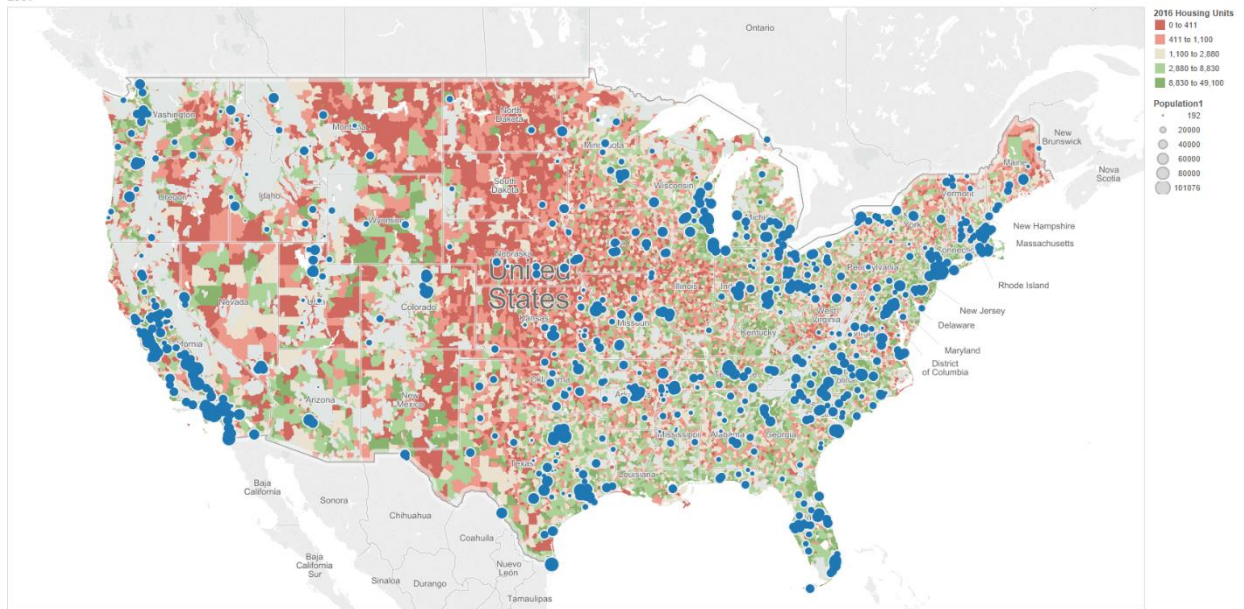 Ontario
Washington
Montana
North
Dakota
Minnesota
New
Brunswick
Maine
Nova
Scotia
South
Dakota
Wisconsin
Vermont
Oregon
Idaho
Wyoming
New Hampshire
Massachusetts
Nebraska
Pennsylvania
Rhode Island
United
States
Illinois
Nevada
Utah
Colorado
Kansas
Missouri
West
Virginia
New Jersey
Delaware
Maryland
District
of Columbia
Kentucky
Arizona
New
Mexico
Mississippi
Alabama
Georgia
Texas
Louisiana
Baja
California
Sonora
Chihuahua
Coahuila
Baja
California
Sur
Nuevo
León
Sinaloa
Durango
Tamaulipas
2016 Housing Units
0 to 411
411 to 1,100
1,100 to 2,880
2,880 to 8,830
8,830 to 49,100
Population1
192
20000
40000
60000
80000
101076